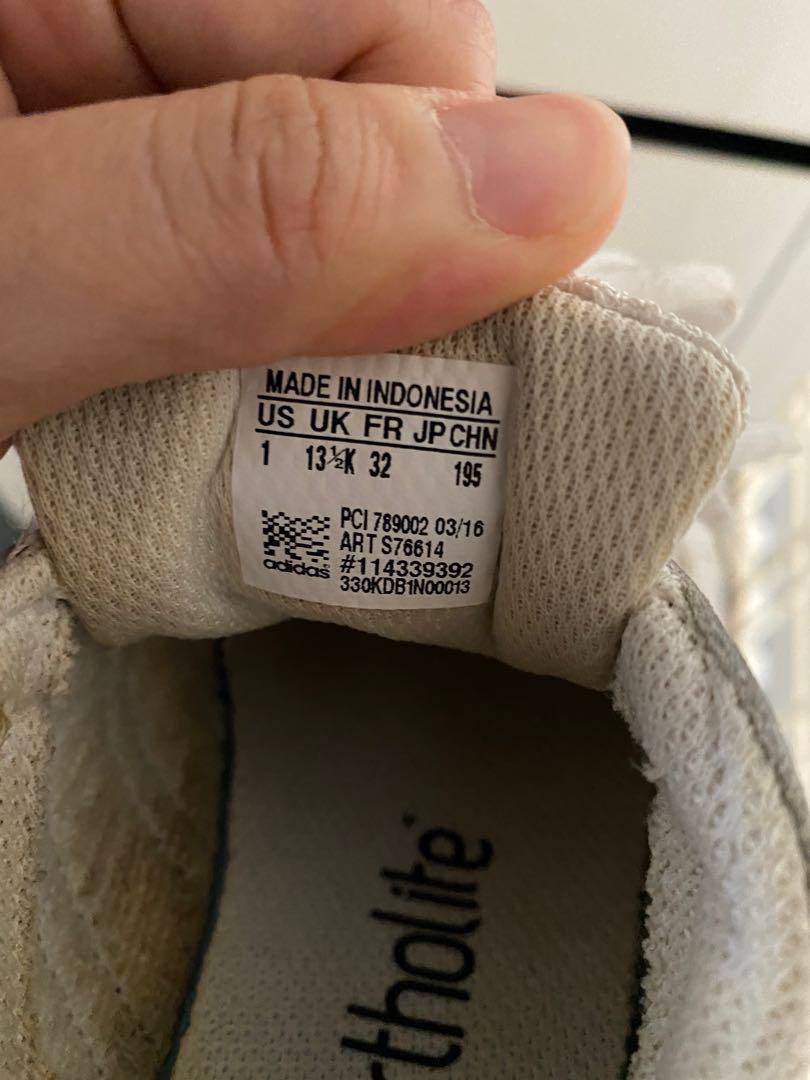 MADE IN INDONESIA
US UK FR JP CHN
1 13½K 32 195
PCI 789002 03/16
ART S76614
adidas #114339392
330KDB1N00013
rtholite